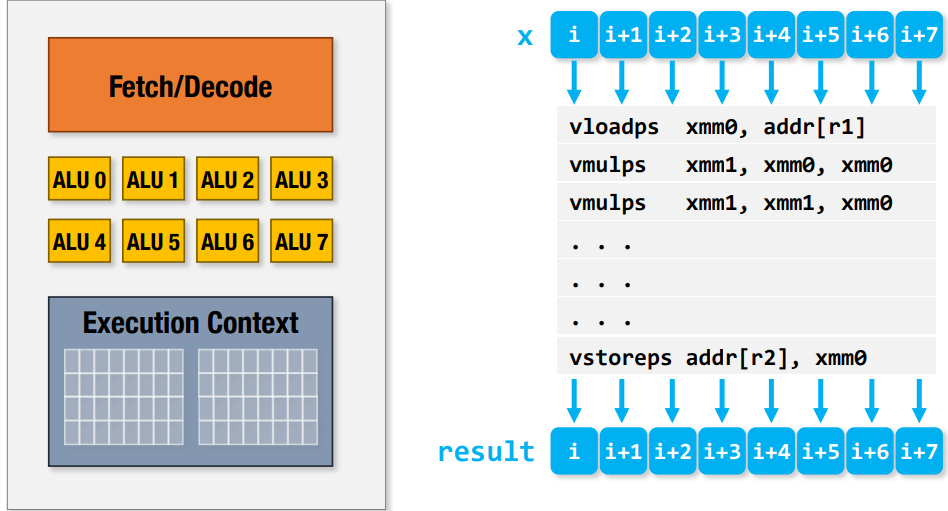 Fetch/Decode
ALU 0 ALU 1 ALU 2 ALU 3
ALU 4 ALU 5 ALU 6 ALU 7
Execution Context
x i i+1 i+2 i+3 i+4 i+5 i+6 i+7
vloadps xmm0, addr[r1]
vmulps xmm1, xmm0, xmm0
vmulps xmm1, xmm1, xmm0
. . .
. . .
. . .
vstoreps addr[r2], xmm0
result i i+1 i+2 i+3 i+4 i+5 i+6 i+7